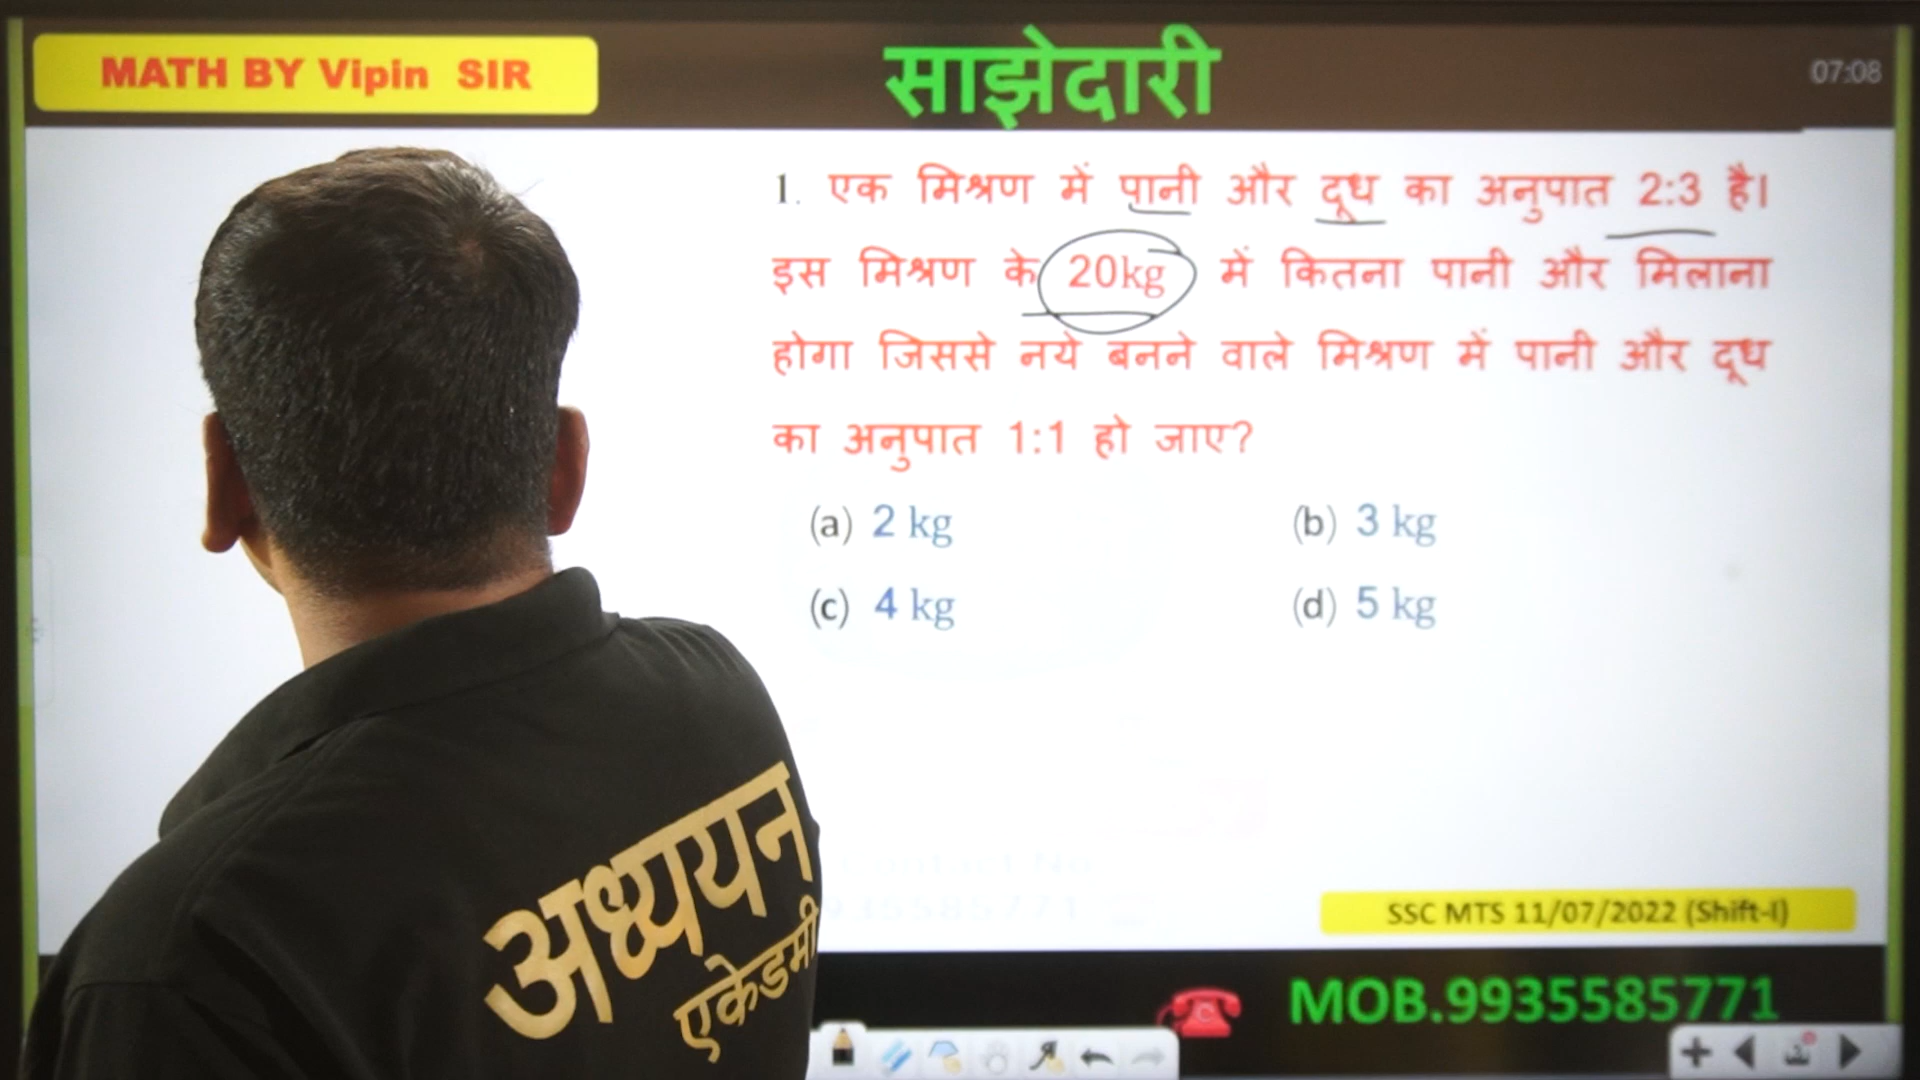 MATH BY Vipin SIR
साझेदारी
07:08
1. एक मिश्रण में पानी और दूध का अनुपात 2:3 है।
इस मिश्रण के 20kg में कितना पानी और मिलाना
होगा जिससे नये बनने वाले मिश्रण में पानी और दूध
का अनुपात 1:1 हो जाए?
(a) 2 kg
(b) 3 kg
(c) 4 kg
(d) 5 kg
अध्ययन
एकेडमी
SSC MTS 11/07/2022 (Shift-I)
MOB.9935585771